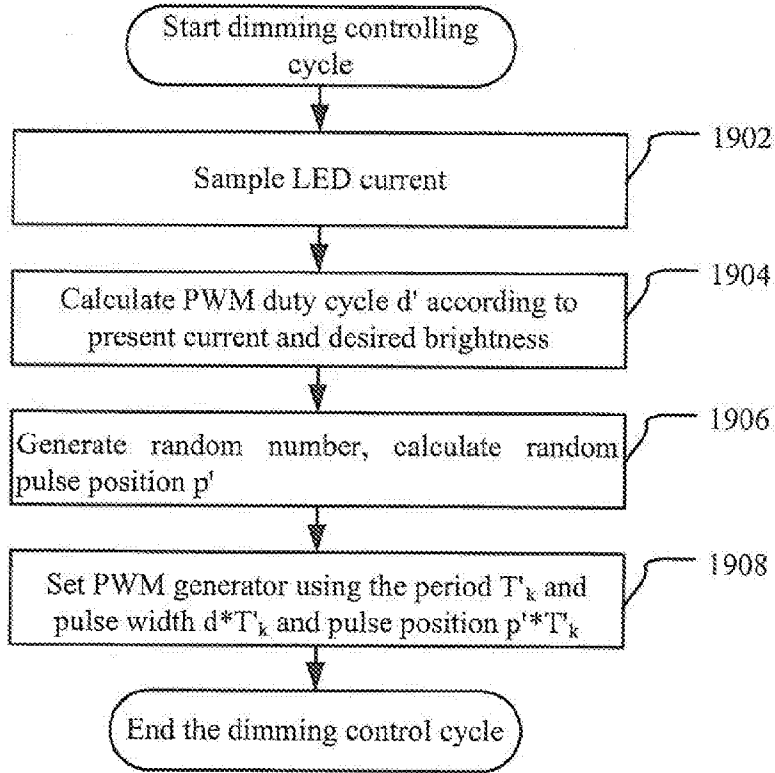 Start dimming controlling
cycle
1902
Sample LED current
1904
Calculate PWM duty cycle d' according to
present current and desired brightness
1906
Generate random number, calculate random
pulse position p'
1908
Set PWM generator using the period T'k and
pulse width d*T'k and pulse position p'*T'k
End the dimming control cycle